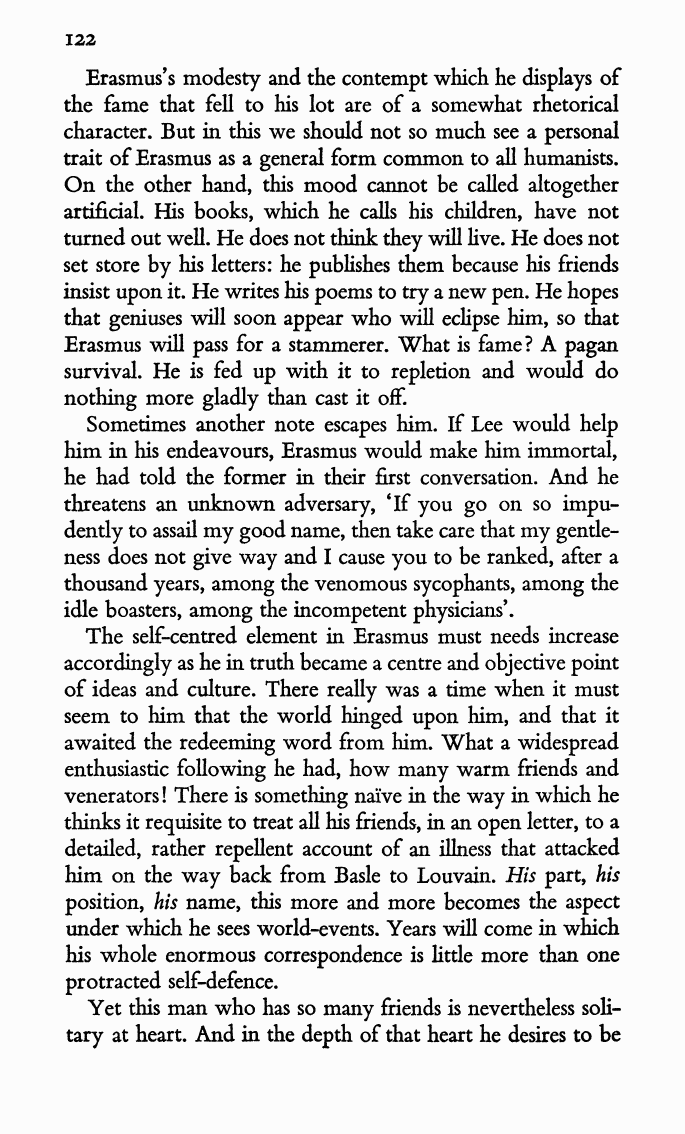 122
Erasmus's modesty and the contempt which he displays of
the fame that fell to his lot are of a somewhat rhetorical
character. But in this we should not so much see a personal
trait of Erasmus as a general form common to all humanists.
On the other hand, this mood cannot be called altogether
artificial. His books, which he calls his children, have not
turned out well. He does not think they will live. He does not
set store by his letters: he publishes them because his friends
insist upon it. He writes his poems to try a new pen. He hopes
that geniuses will soon appear who will eclipse him, so that
Erasmus will pass for a stammerer. What is fame? A pagan
survival. He is fed up with it to repletion and would do
nothing more gladly than cast it off.
Sometimes another note escapes him. If Lee would help
him in his endeavours, Erasmus would make him immortal,
he had told the former in their first conversation. And he
threatens an unknown adversary, ‘If you go on so impu-
dently to assail my good name, then take care that my gentle-
ness does not give way and I cause you to be ranked, after a
thousand years, among the venomous sycophants, among the
idle boasters, among the incompetent physicians’.
The self-centred element in Erasmus must needs increase
accordingly as he in truth became a centre and objective point
of ideas and culture. There really was a time when it must
seem to him that the world hinged upon him, and that it
awaited the redeeming word from him. What a widespread
enthusiastic following he had, how many warm friends and
venerators! There is something naïve in the way in which he
thinks it requisite to treat all his friends, in an open letter, to a
detailed, rather repellent account of an illness that attacked
him on the way back from Basle to Louvain. His part, his
position, his name, this more and more becomes the aspect
under which he sees world-events. Years will come in which
his whole enormous correspondence is little more than one
protracted self-defence.
Yet this man who has so many friends is nevertheless soli-
tary at heart. And in the depth of that heart he desires to be